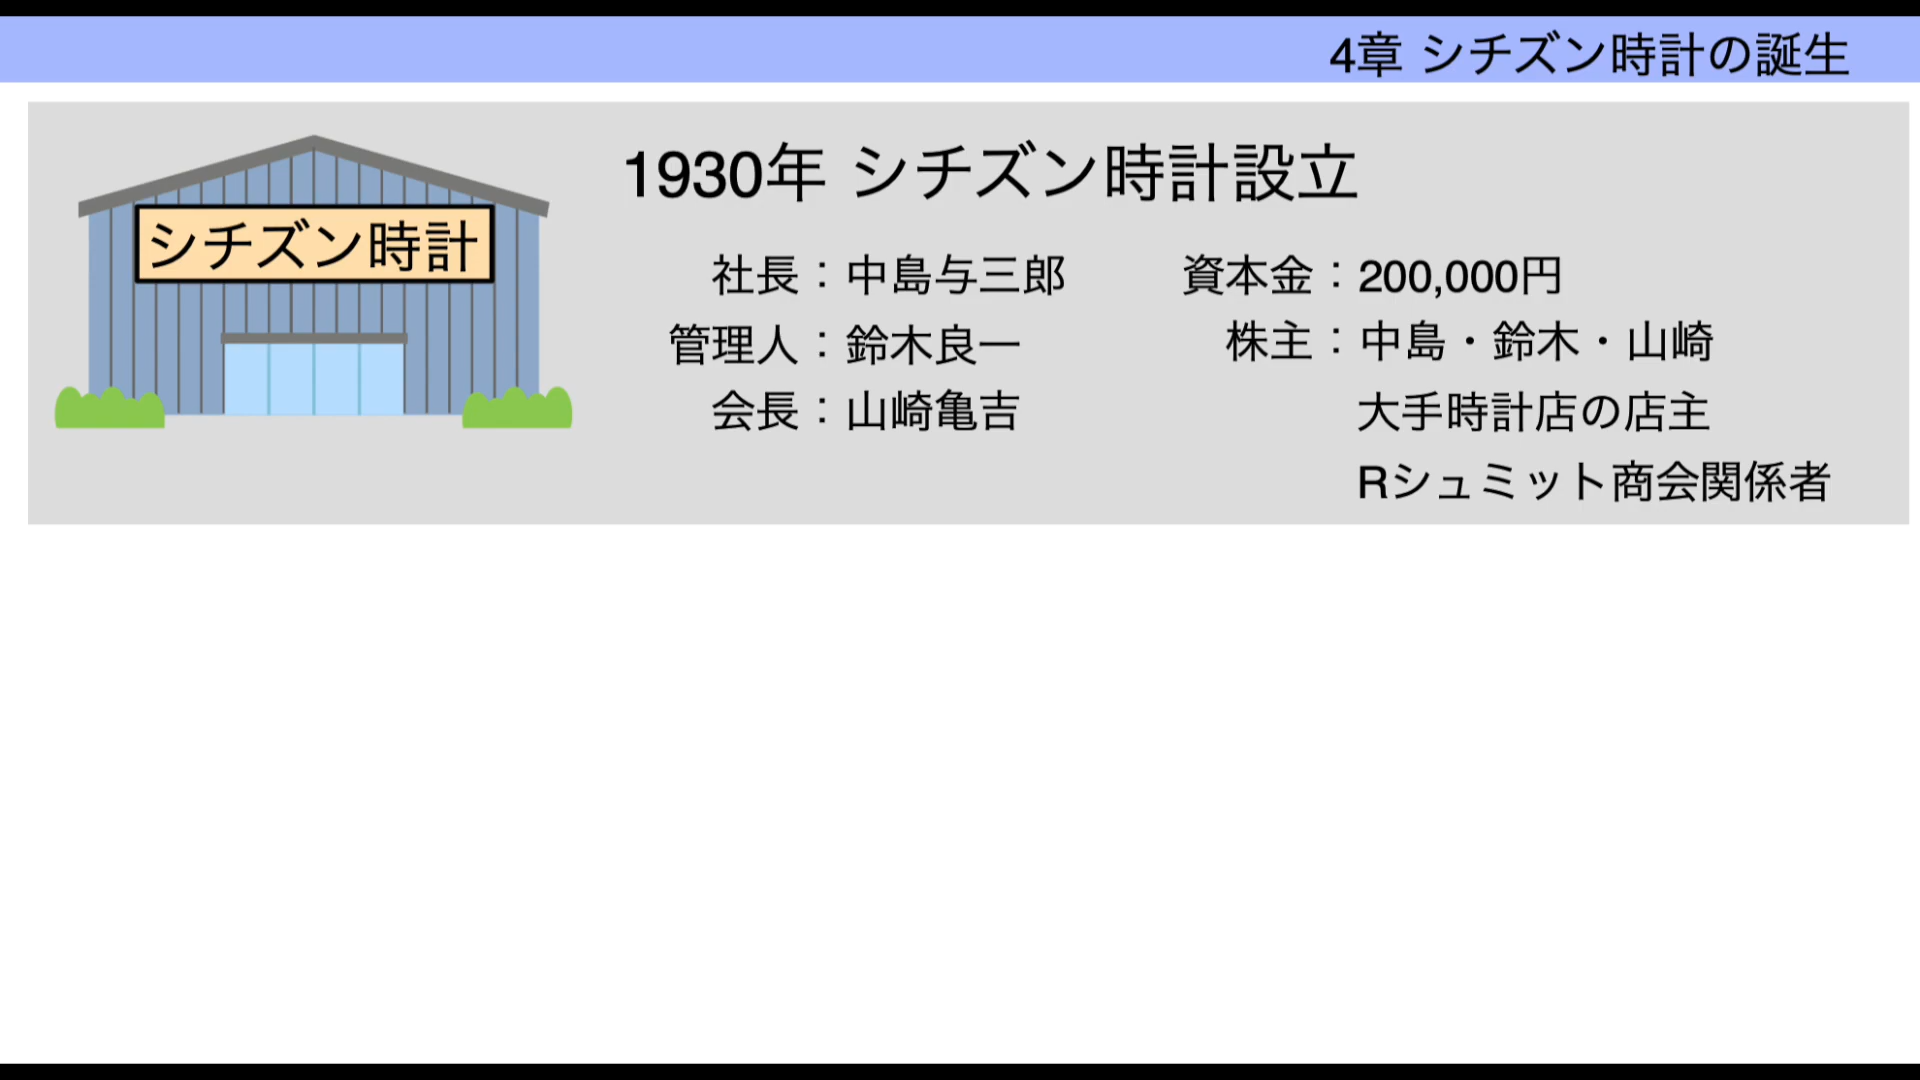 4章 シチズン時計の誕生
シチズン時計
1930年 シチズン時計設立
社長：中島与三郎
管理人：鈴木良一
会長：山崎亀吉
資本金：200,000円
株主：中島・鈴木・山崎
大手時計店の店主
Rシュミット商会関係者